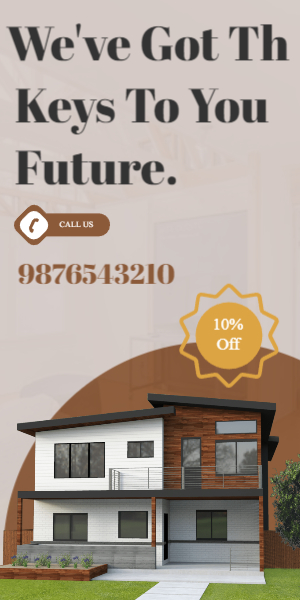 We've Got Th
Keys To You
Future.
CALL US
9876543210
10%
Off